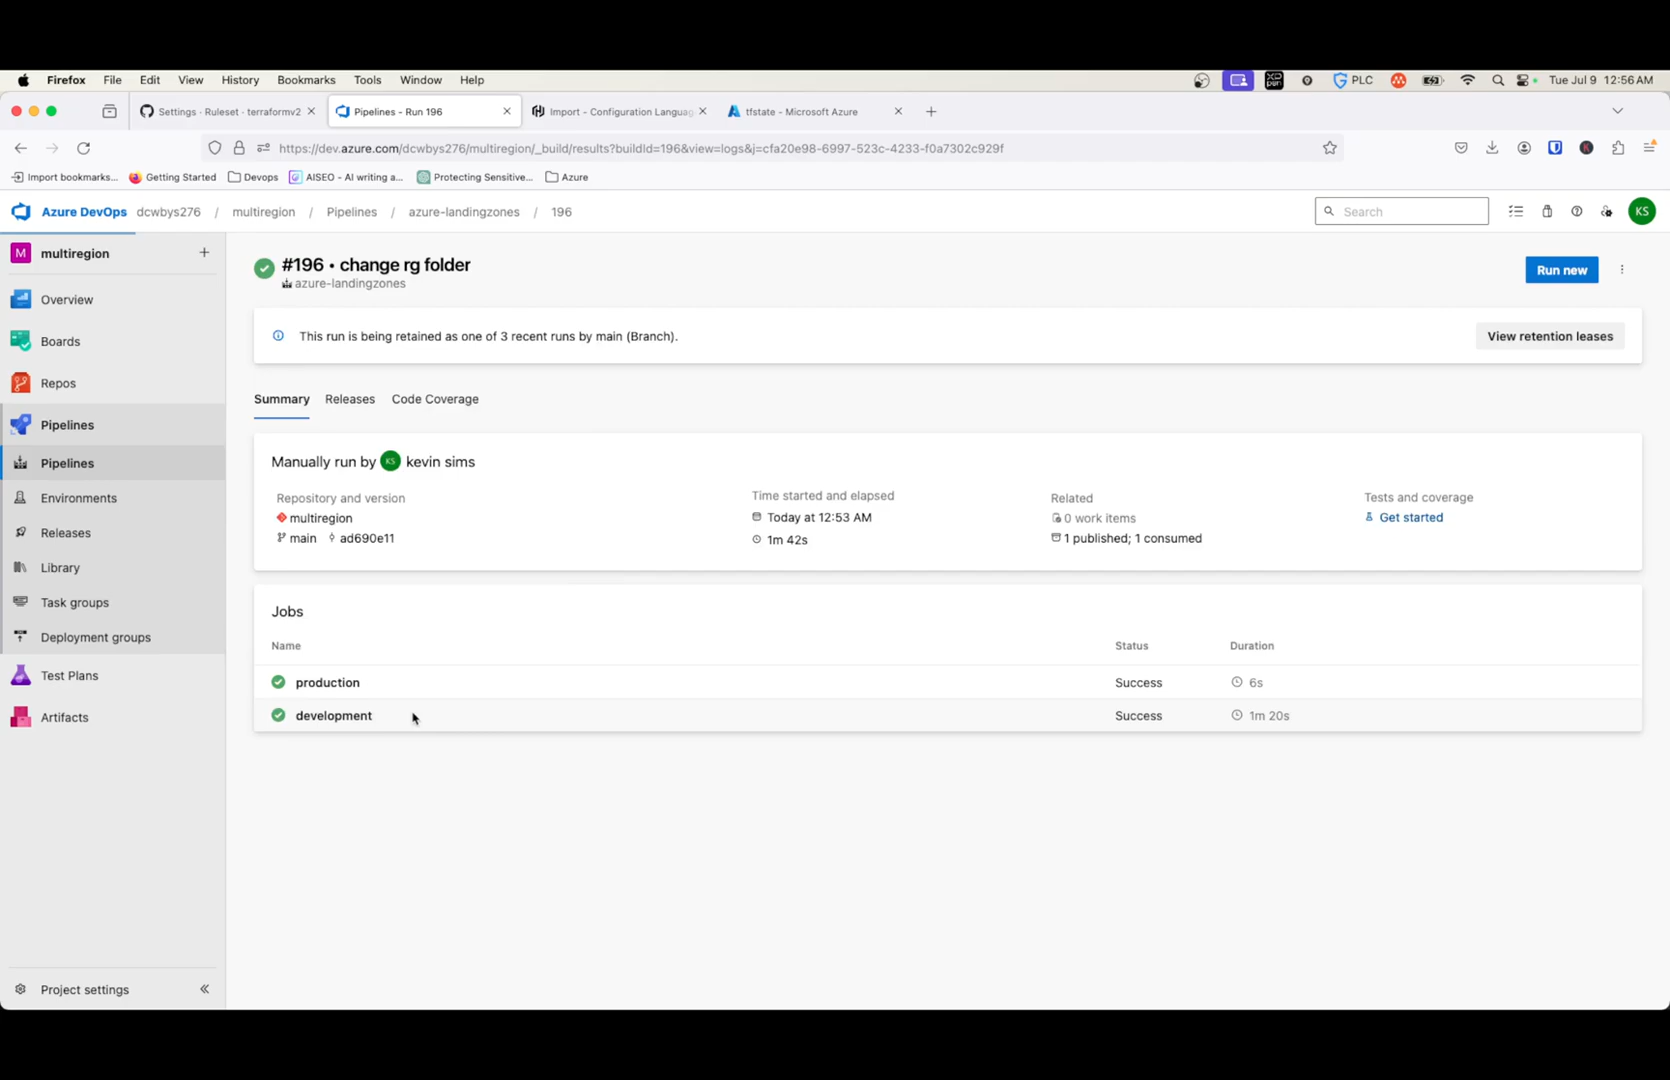 Firefox File Edit View History Bookmarks Tools Window Help PLC Tue Jul 9 12:56 AM
Settings · Ruleset · terraformv2 Pipelines - Run 196 Import - Configuration Languag tfstate - Microsoft Azure
https://dev.azure.com/dcwbys276/multiregion/_build/results?buildId=196&view=logs&j=cfa20e98-6997-523c-4233-f0a7302c929f
Import bookmarks... Getting Started Devops AISEO - AI writing a... Protecting Sensitive... Azure
Azure DevOps dcwbys276 / multiregion / Pipelines / azure-landingzones / 196 Search KS
M multiregion +
Overview
Boards
Repos
Pipelines
Pipelines
Environments
Releases
Library
Task groups
Deployment groups
Test Plans
Artifacts
Project settings
#196 • change rg folder
azure-landingzones
Run new
This run is being retained as one of 3 recent runs by main (Branch).
View retention leases
Summary Releases Code Coverage
Manually run by KS kevin sims
Repository and version
multiregion
main ad690e11
Time started and elapsed
Today at 12:53 AM
1m 42s
Related
0 work items
1 published; 1 consumed
Tests and coverage
Get started
Jobs
Name Status Duration
production Success 6s
development Success 1m 20s